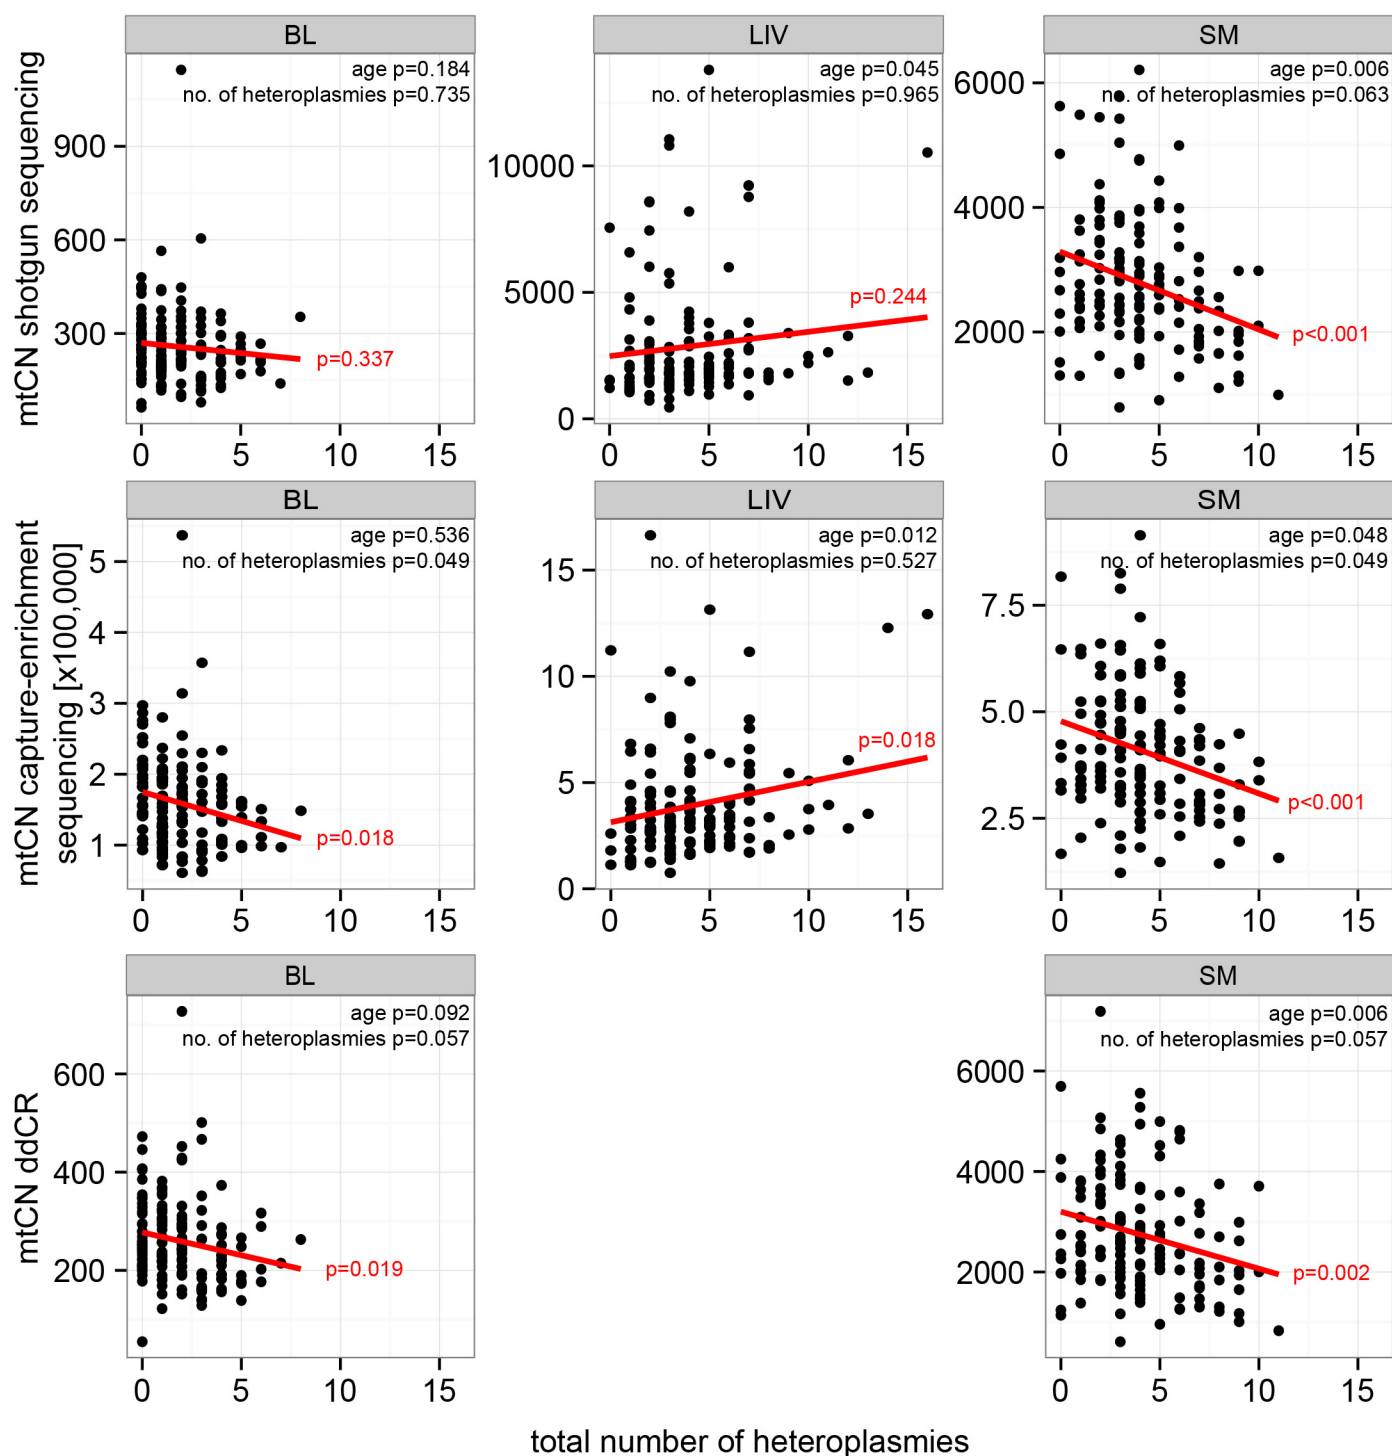 BL
LIV
SM
mtCN shotgun sequencing
age p=0.184
no. of heteroplasmies p=0.735
900
600
300
p=0.337
0 5 10 15
age p=0.045
no. of heteroplasmies p=0.965
10000
5000
0
p=0.244
0 5 10 15
age p=0.006
no. of heteroplasmies p=0.063
6000
4000
2000
p<0.001
0 5 10 15
BL
LIV
SM
mtCN capture-enrichment
sequencing [x100,000]
age p=0.536
no. of heteroplasmies p=0.049
5
4
3
2
1
p=0.018
0 5 10 15
age p=0.012
no. of heteroplasmies p=0.527
15
10
5
0
p=0.018
0 5 10 15
age p=0.048
no. of heteroplasmies p=0.049
7.5
5.0
2.5
p<0.001
0 5 10 15
BL
SM
mtCN ddCR
age p=0.092
no. of heteroplasmies p=0.057
600
400
200
p=0.019
0 5 10 15
age p=0.006
no. of heteroplasmies p=0.057
6000
4000
2000
p=0.002
0 5 10 15
total number of heteroplasmies